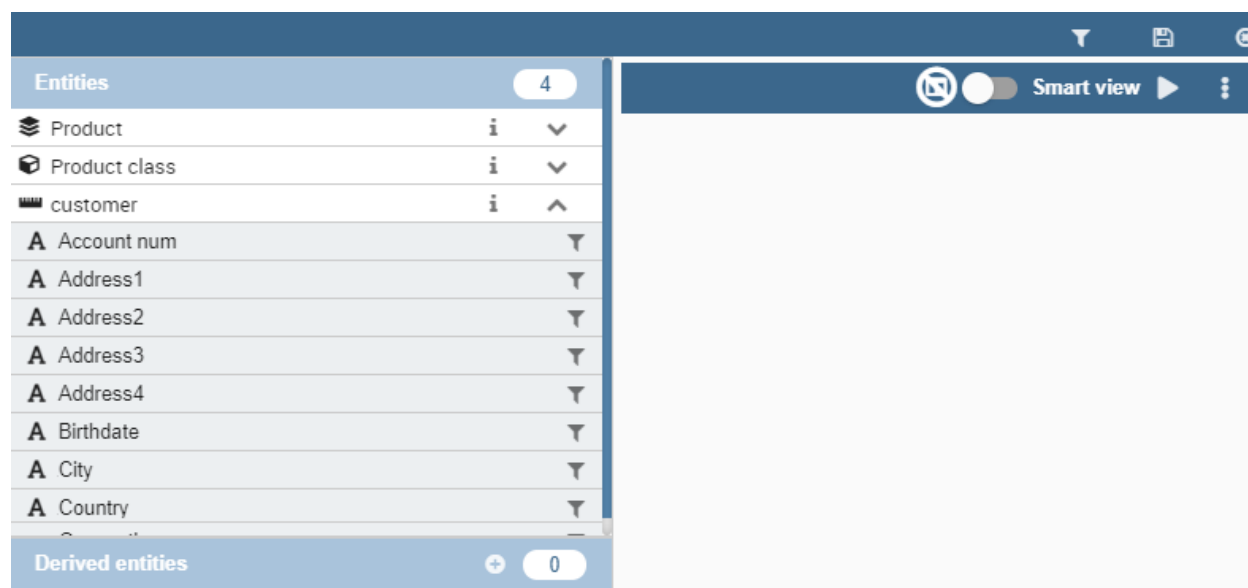 Entities 4
Smart view
Product i
Product class i
customer i
A Account num
A Address1
A Address2
A Address3
A Address4
A Birthdate
A City
A Country
Derived entities 0